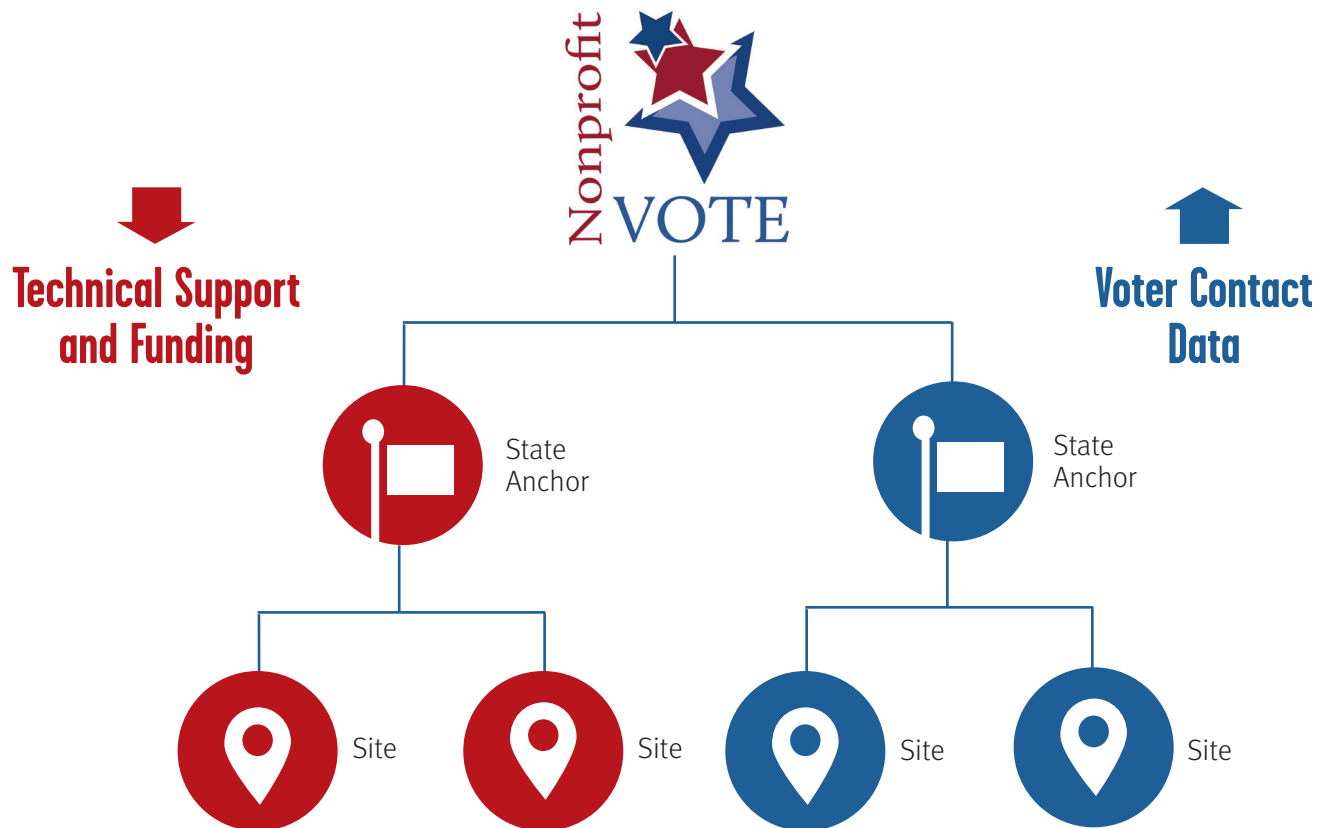 Nonprofit
VOTE
Technical Support
and Funding
Voter Contact
Data
State
Anchor
State
Anchor
Site
Site
Site
Site